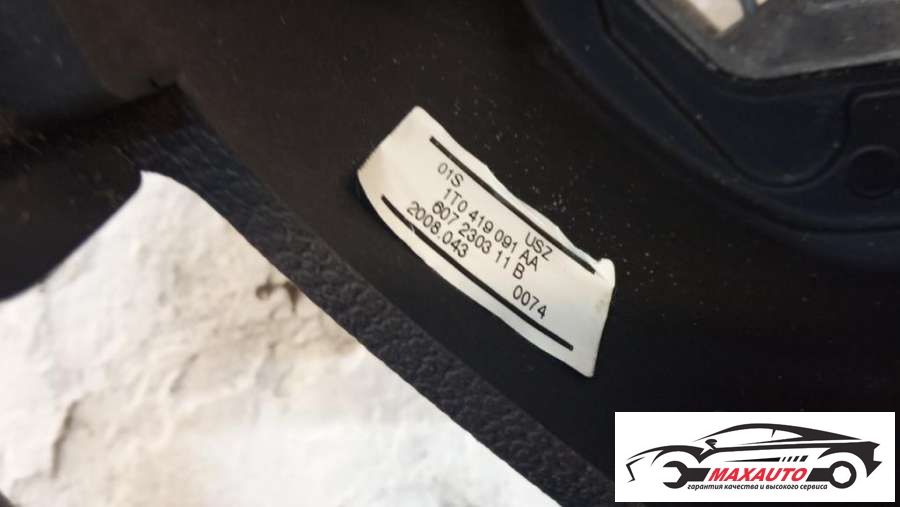 01S USZ
1T0 419 091 AA
607 2303 11 B
2008.043 0074
MAXAUTO
гарантия качества и высокого сервиса